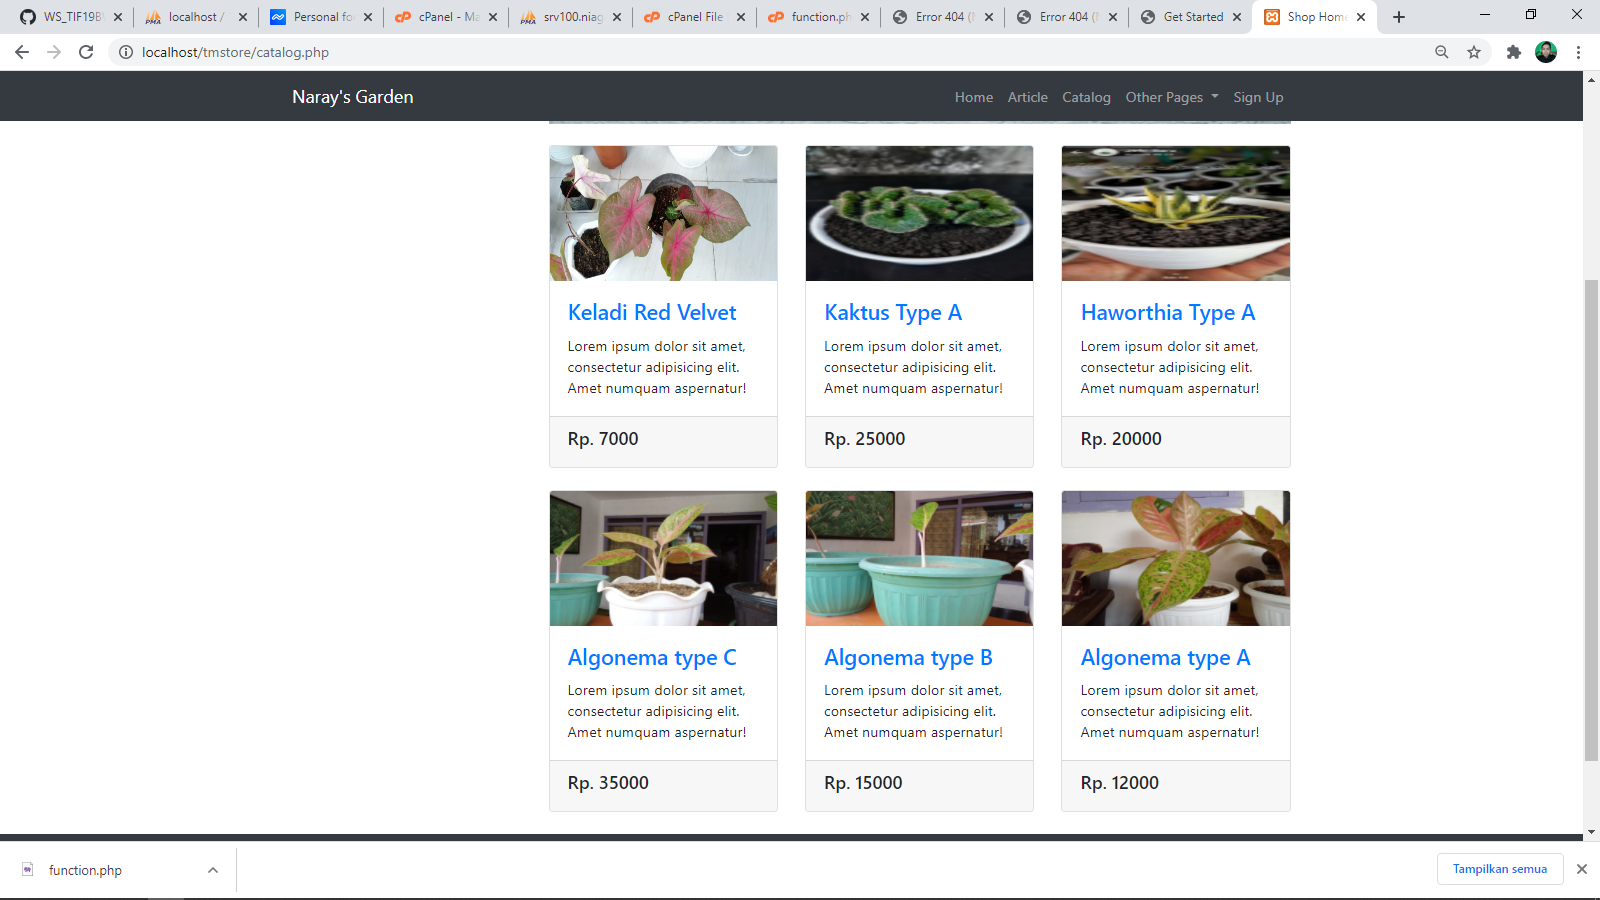 WS_TIF19B
localhost /
Personal fo
cPanel - Ma
srv100.niag
cPanel File
function.ph
Error 404 (
Error 404 (
Get Started
Shop Home
localhost/tmstore/catalog.php
Naray's Garden
Home
Article
Catalog
Other Pages
Sign Up
Keladi Red Velvet
Lorem ipsum dolor sit amet,
consectetur adipisicing elit.
Amet numquam aspernatur!
Rp. 7000
Kaktus Type A
Lorem ipsum dolor sit amet,
consectetur adipisicing elit.
Amet numquam aspernatur!
Rp. 25000
Haworthia Type A
Lorem ipsum dolor sit amet,
consectetur adipisicing elit.
Amet numquam aspernatur!
Rp. 20000
Algonema type C
Lorem ipsum dolor sit amet,
consectetur adipisicing elit.
Amet numquam aspernatur!
Rp. 35000
Algonema type B
Lorem ipsum dolor sit amet,
consectetur adipisicing elit.
Amet numquam aspernatur!
Rp. 15000
Algonema type A
Lorem ipsum dolor sit amet,
consectetur adipisicing elit.
Amet numquam aspernatur!
Rp. 12000
function.php
Tampilkan semua